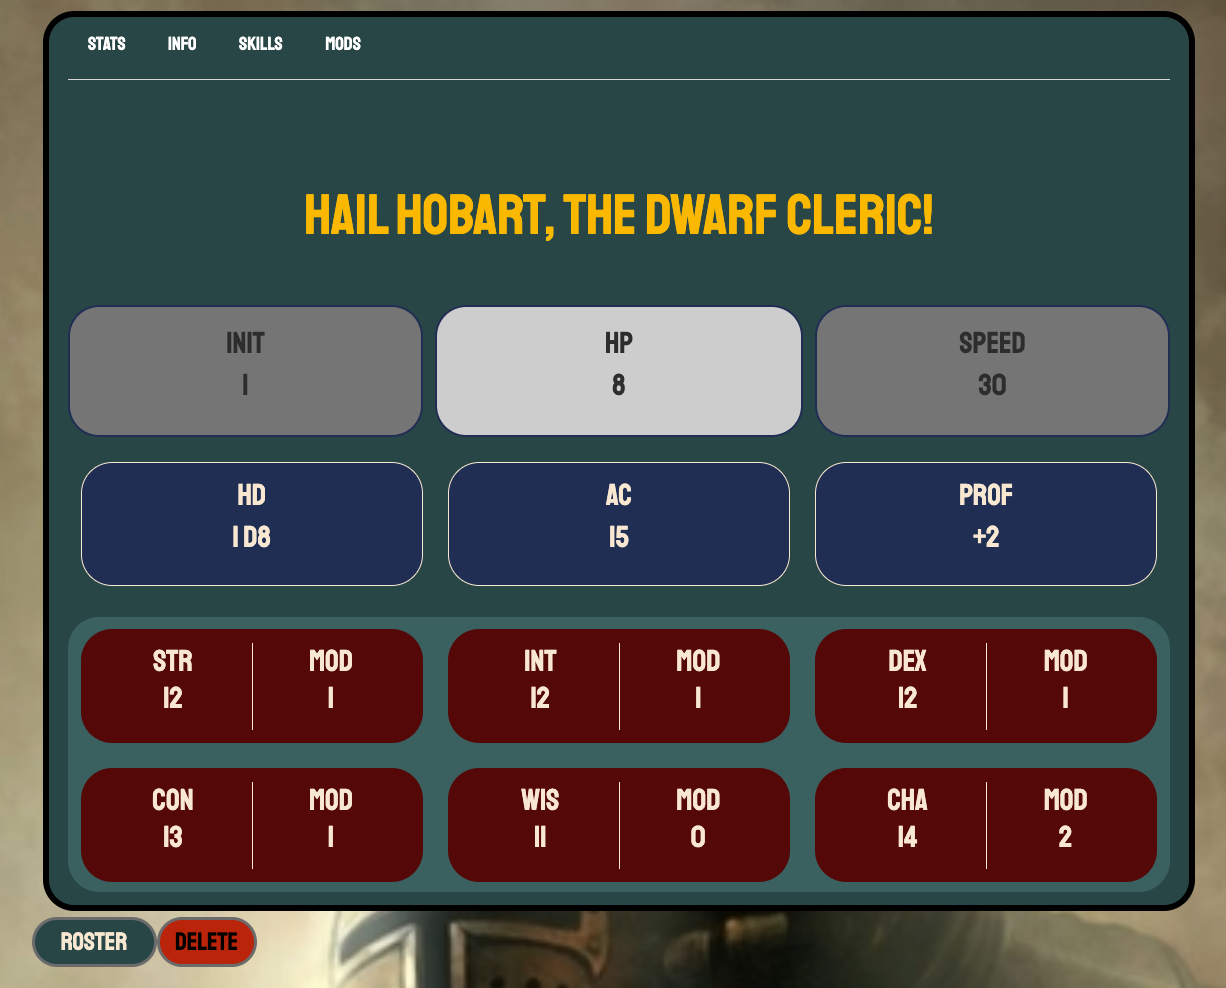 STATS INFO SKILLS MODS
HAIL HOBART, THE DWARF CLERIC!
INIT HP SPEED
1 8 30
HD AC PROF
1 D8 15 +2
STR MOD INT MOD DEX MOD
12 1 12 1 12 1
CON MOD WIS MOD CHA MOD
13 1 11 0 14 2
ROSTER DELETE